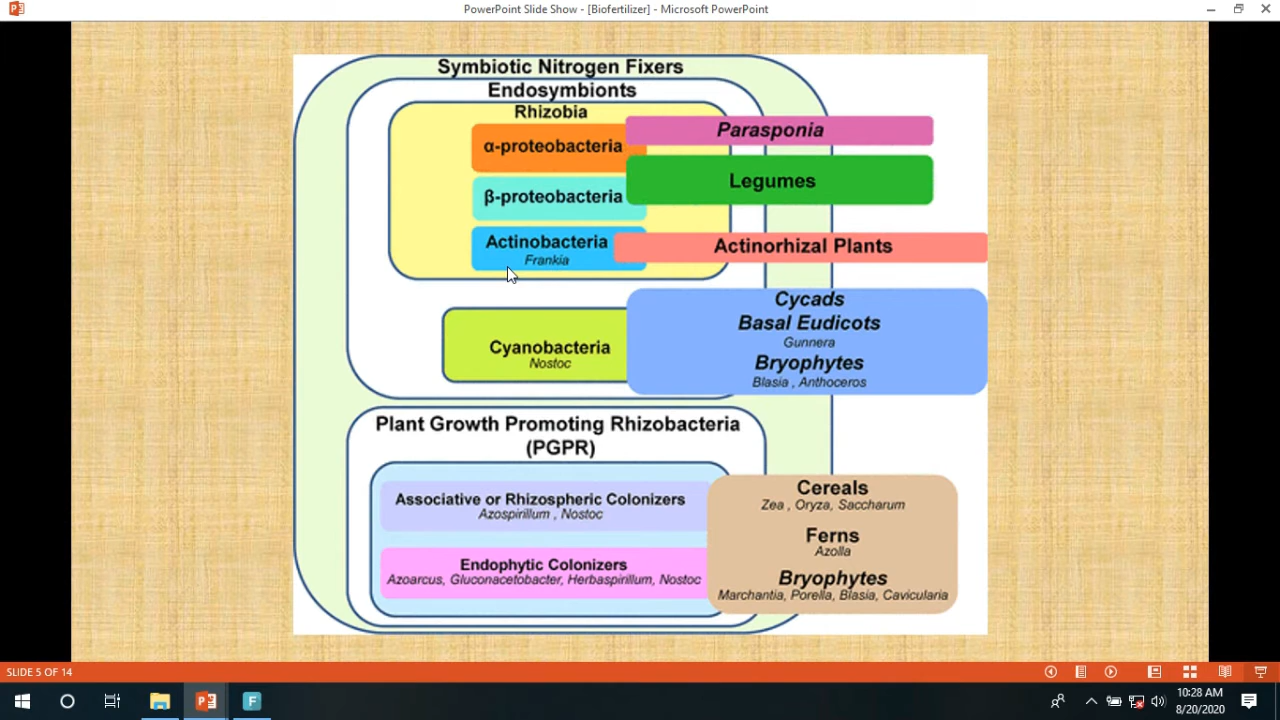 PowerPoint Slide Show - [Biofertilizer] - Microsoft PowerPoint
Symbiotic Nitrogen Fixers
Endosymbionts
Rhizobia
α-proteobacteria
Parasponia
β-proteobacteria
Legumes
Actinobacteria
Frankia
Actinorhizal Plants
Cyanobacteria
Nostoc
Cycads
Basal Eudicots
Gunnera
Bryophytes
Blasia , Anthoceros
Plant Growth Promoting Rhizobacteria
(PGPR)
Associative or Rhizospheric Colonizers
Azospirillum , Nostoc
Endophytic Colonizers
Azoarcus, Gluconacetobacter, Herbaspirillum, Nostoc
Cereals
Zea , Oryza, Saccharum
Ferns
Azolla
Bryophytes
Marchantia, Porella, Blasia, Cavicularia
SLIDE 5 OF 14
F
10:28 AM
8/20/2020